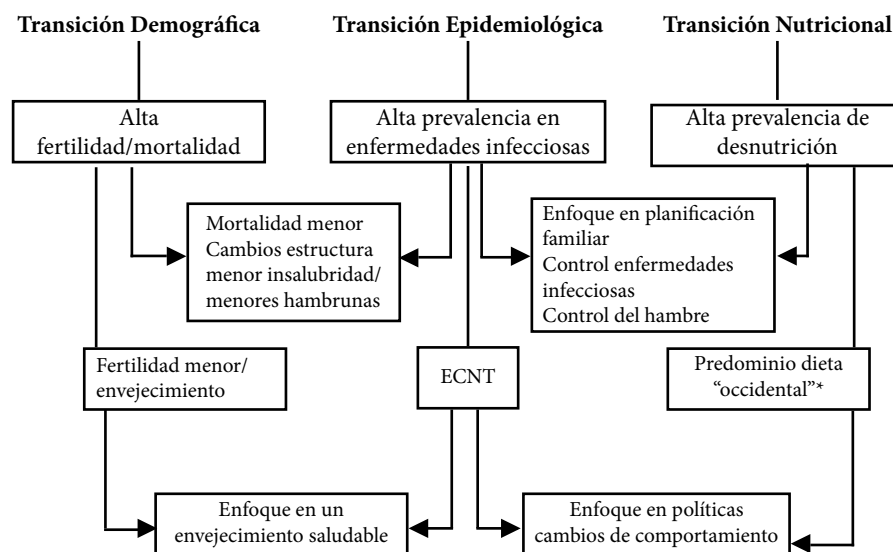 Transición Demográfica
Transición Epidemiológica
Transición Nutricional
Alta
fertilidad/mortalidad
Alta prevalencia en
enfermedades infecciosas
Alta prevalencia de
desnutrición
Mortalidad menor
Cambios estructura
menor insalubridad/
menores hambrunas
Enfoque en planificación
familiar
Control enfermedades
infecciosas
Control del hambre
Fertilidad menor/
envejecimiento
ECNT
Predominio dieta
“occidental”*
Enfoque en un
envejecimiento saludable
Enfoque en políticas
cambios de comportamiento